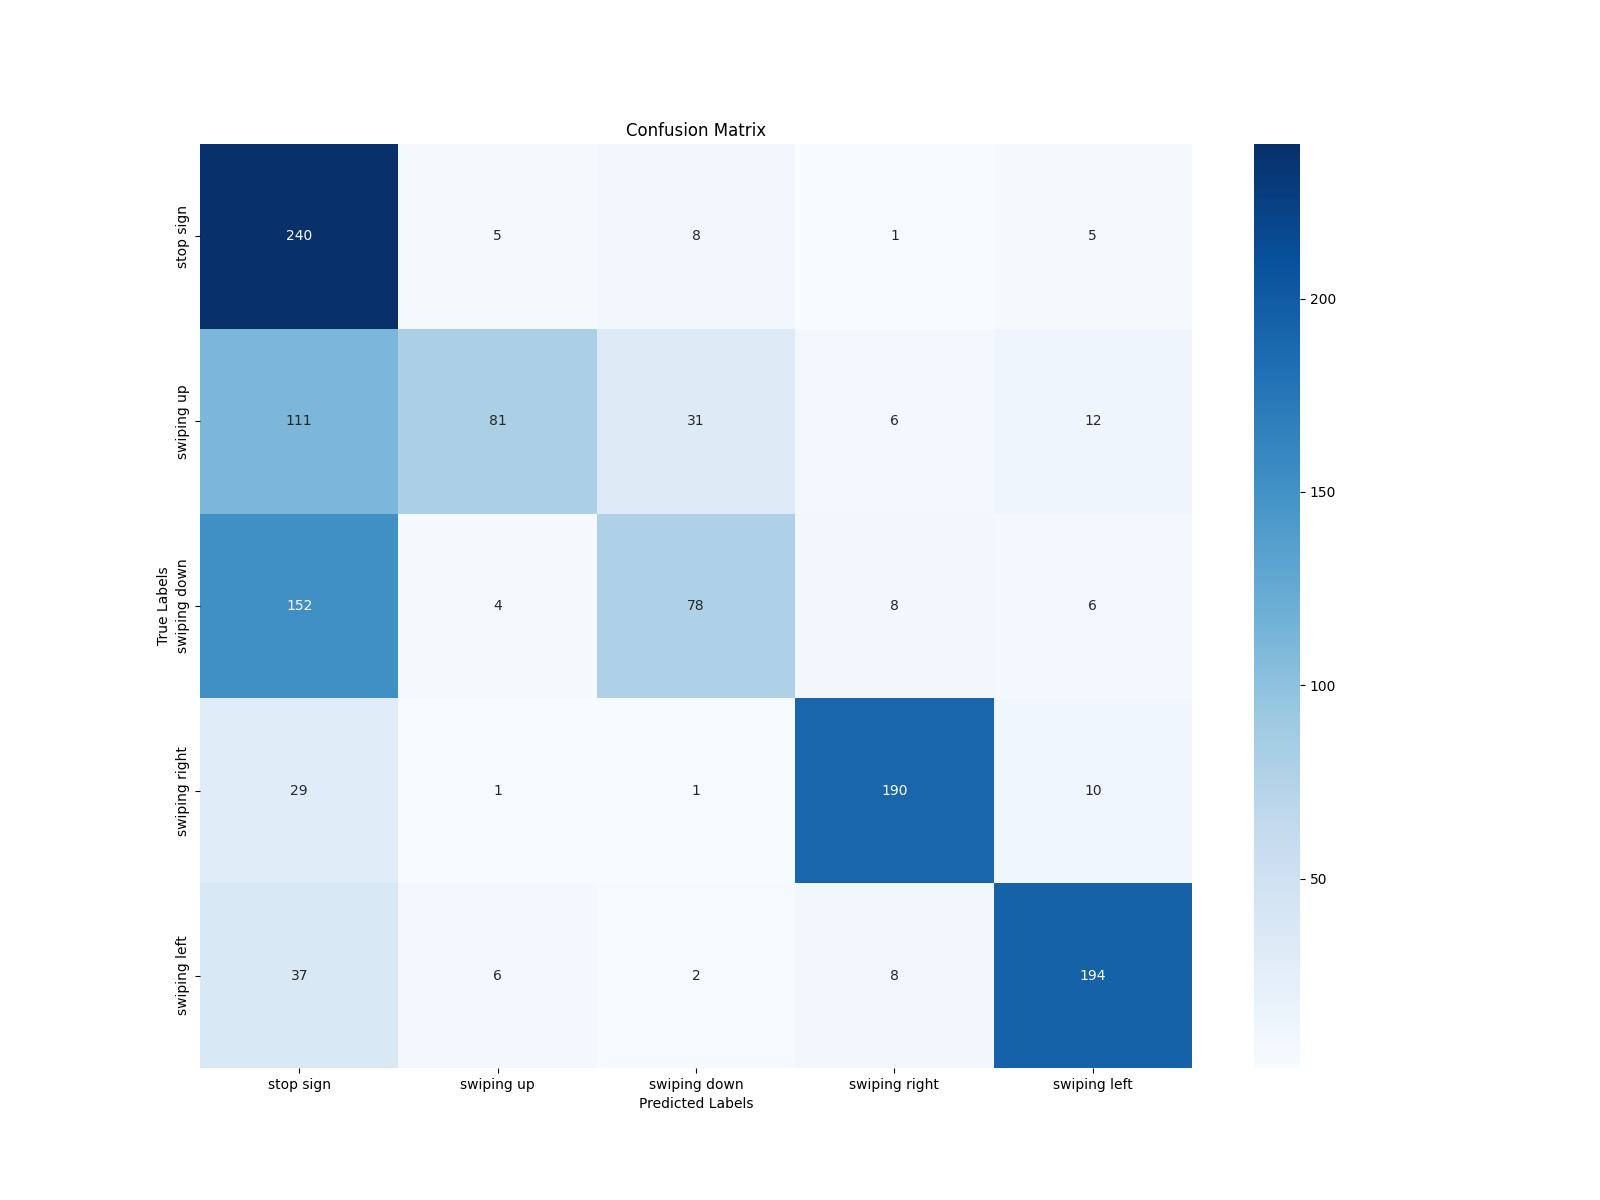 Confusion Matrix
stop sign 240 5 8 1 5
200
swiping up 111 81 31 6 12
150
True Labels
swiping down 152 4 78 8 6
100
swiping right 29 1 1 190 10
50
swiping left 37 6 2 8 194
stop sign swiping up swiping down swiping right swiping left
Predicted Labels